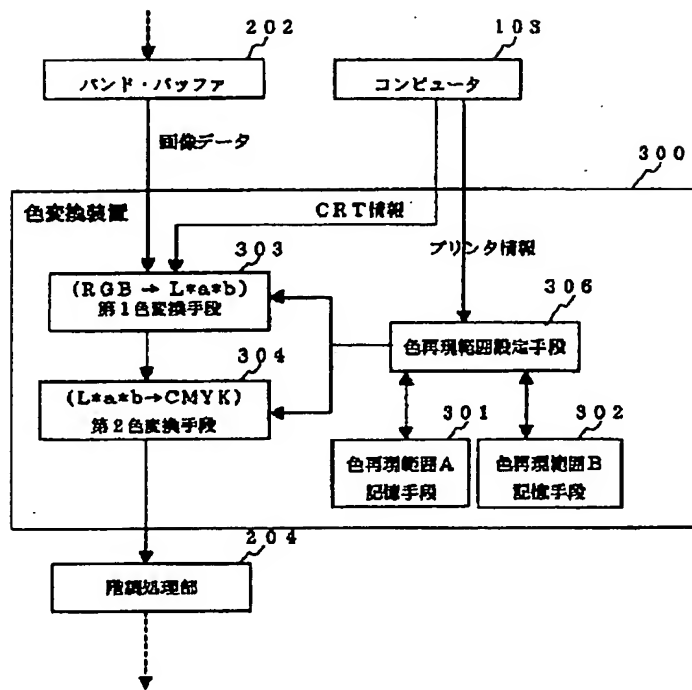 202
103
バンド・バッファ
コンピュータ
画像データ
300
色変換装置
CRT情報
303
プリンタ情報
(RGB → L*a*b)
第1色変換手段
306
色再現範囲設定手段
304
(L*a*b→CMYK)
第2色変換手段
301
302
色再現範囲A
記憶手段
色再現範囲B
記憶手段
204
階調処理部